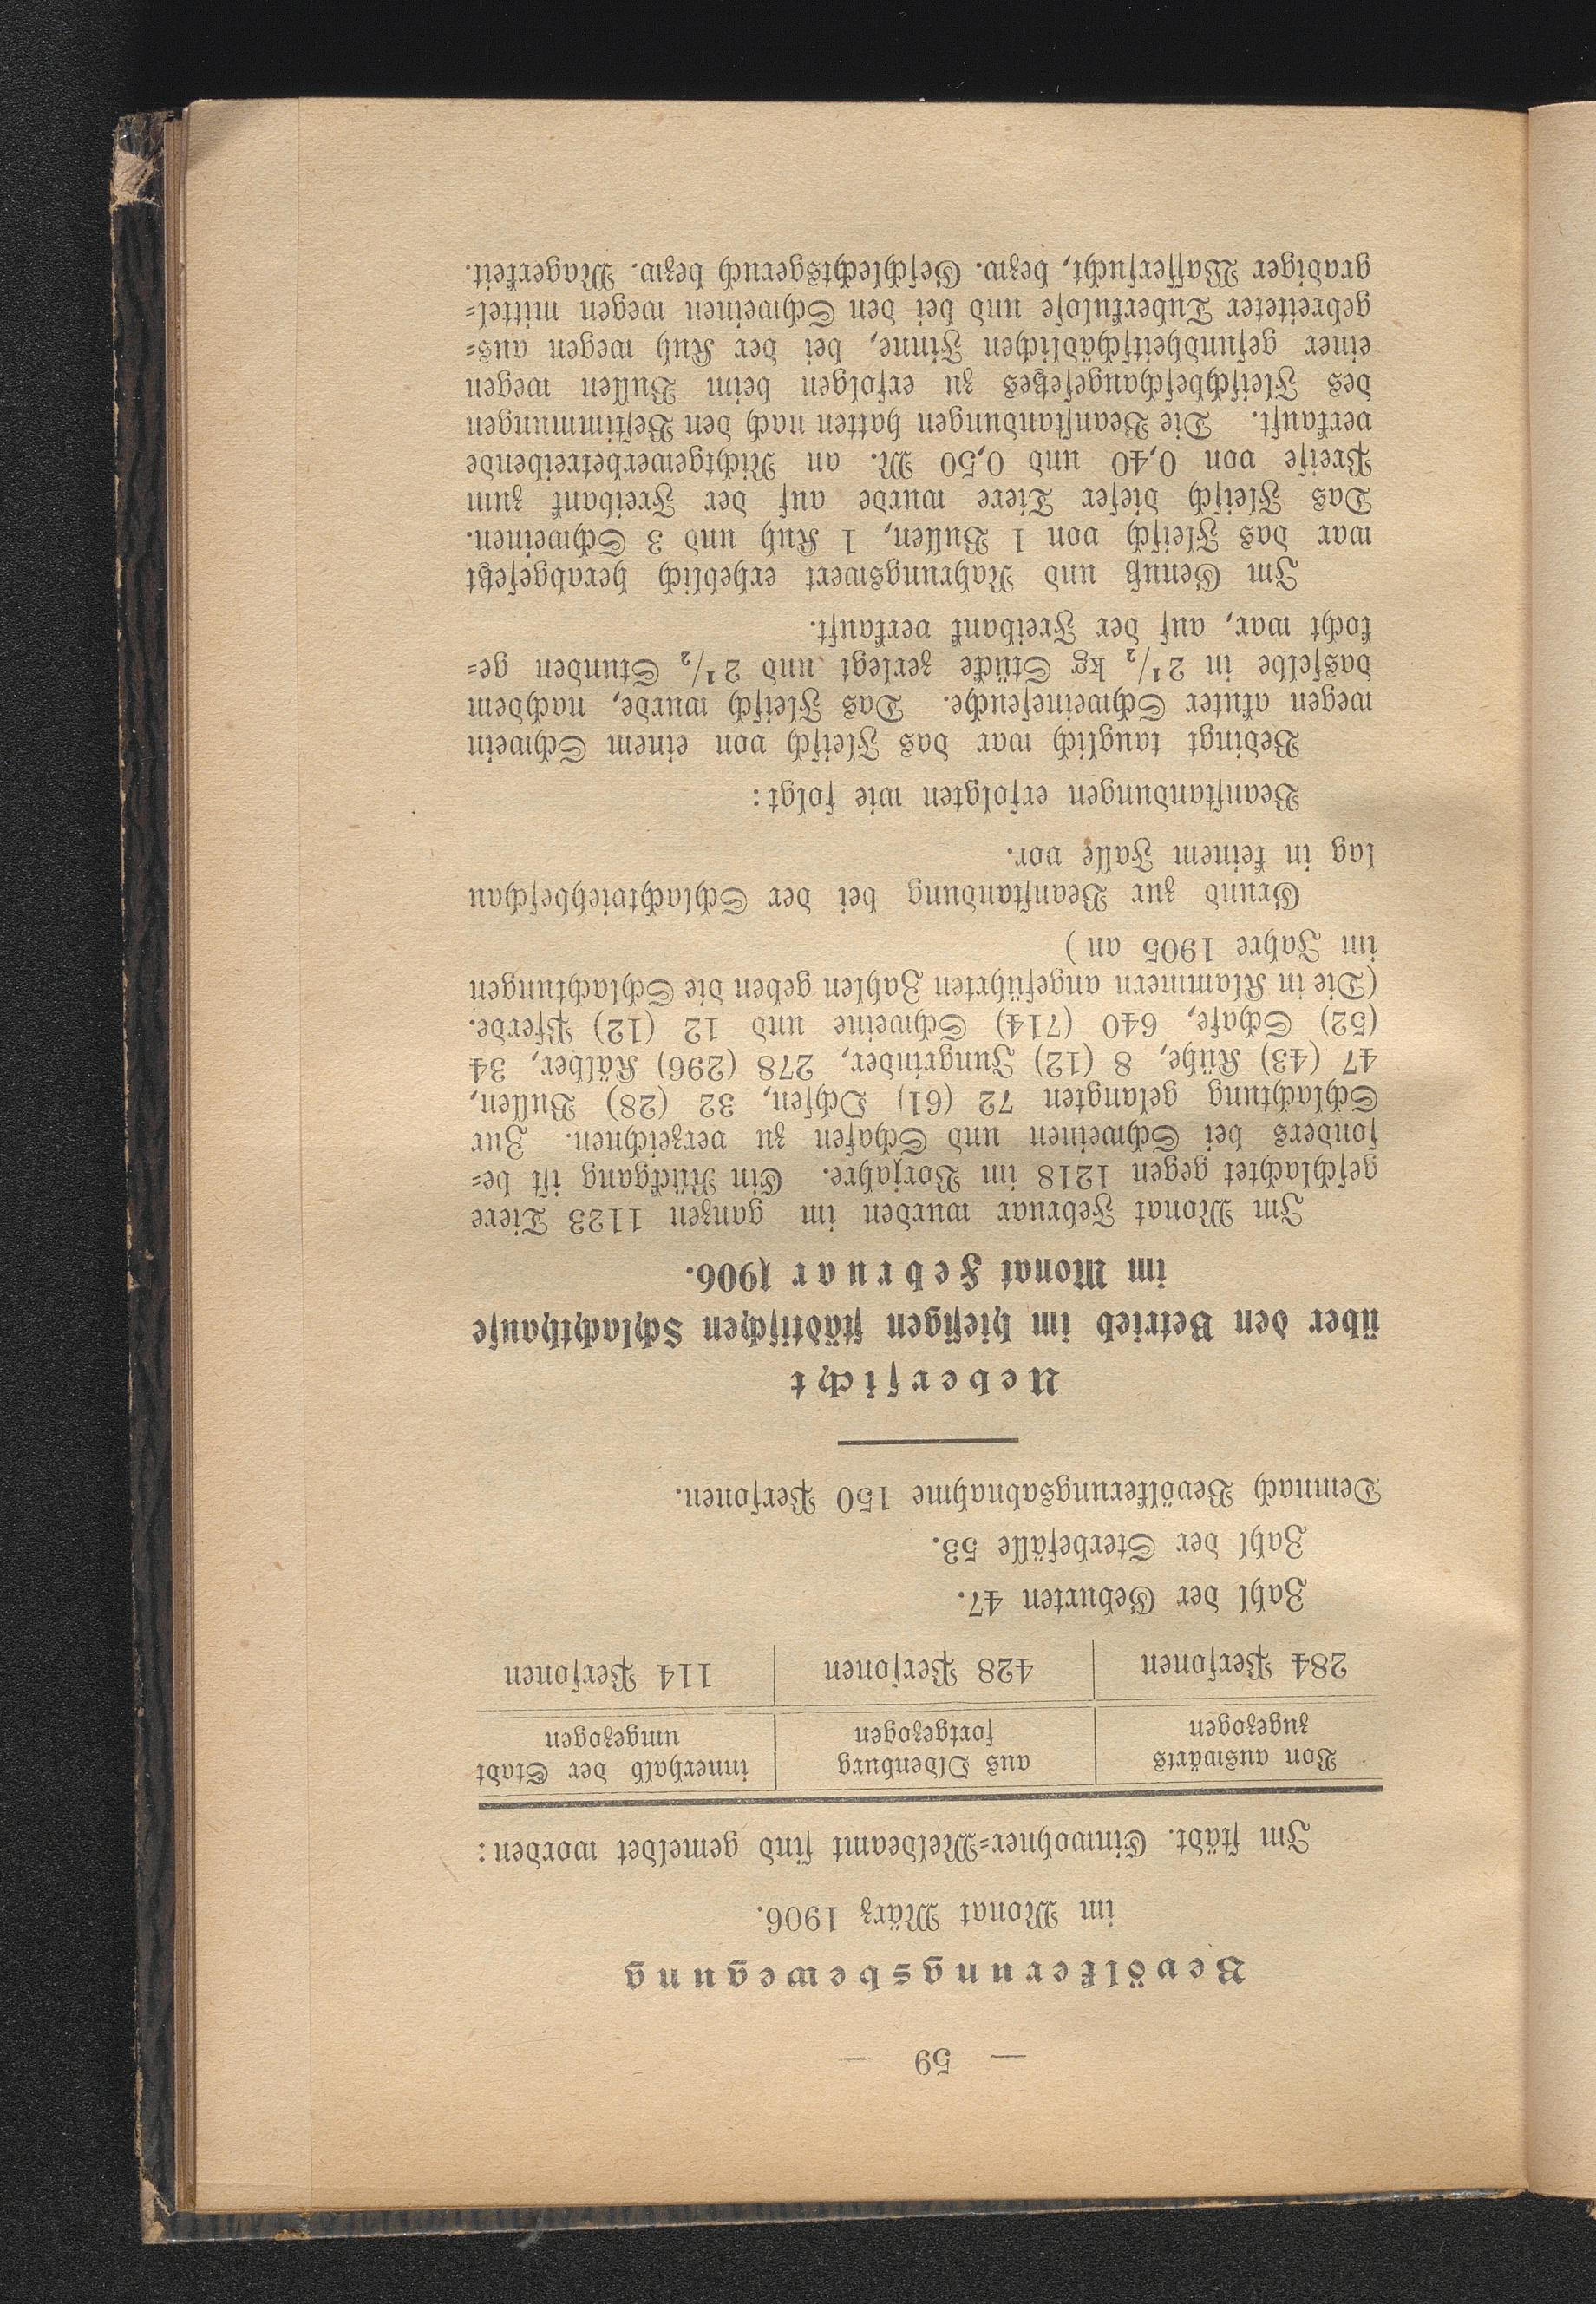 — 59 —
Bevölkerungsbewegung
im Monat März 1906.
Im städt. Einwohner-Meldeamt sind gemeldet worden:
Von auswärts zugezogen | aus Oldenburg fortgezogen | innerhalb der Stadt umgezogen
284 Personen | 428 Personen | 114 Personen
Zahl der Geburten 47.
Zahl der Sterbefälle 53.
Demnach Bevölkerungsabnahme 150 Personen.
Uebersicht
über den Betrieb im hiesigen städtischen Schlachthause
im Monat Februar 1906.
Im Monat Februar wurden im ganzen 1123 Tiere
geschlachtet gegen 1218 im Vorjahre. Ein Rückgang ist be-
sonders bei Schweinen und Schafen zu verzeichnen. Zur
Schlachtung gelangten 72 (61) Ochsen, 32 (28) Bullen,
47 (43) Kühe, 8 (12) Jungrinder, 278 (296) Kälber, 34
(52) Schafe, 640 (714) Schweine und 12 (12) Pferde.
(Die in Klammern angeführten Zahlen geben die Schlachtungen
im Jahre 1905 an )
Grund zur Beanstandung bei der Schlachtviehbeschau
lag in keinem Falle vor.
Beanstandungen erfolgten wie folgt:
Bedingt tauglich war das Fleisch von einem Schwein
wegen akuter Schweineseuche. Das Fleisch wurde, nachdem
dasselbe in 2¹/₂ kg Stücke zerlegt und 2¹/₂ Stunden ge-
kocht war, auf der Freibank verkauft.
Im Genuß und Nahrungswert erheblich herabgesetzt
war das Fleisch von 1 Bullen, 1 Kuh und 3 Schweinen.
Das Fleisch dieser Tiere wurde auf der Freibank zum
Preise von 0,40 und 0,50 M. an Nichtgewerbetreibende
verkauft. Die Beanstandungen hatten nach den Bestimmungen
des Fleischbeschaugesetzes zu erfolgen beim Bullen wegen
einer gesundheitschädlichen Finne, bei der Kuh wegen aus-
gebreiteter Tuberkulose und bei den Schweinen wegen mittel-
gradiger Wassersucht, bezw. Geschlechtsgeruch bezw. Magerkeit.